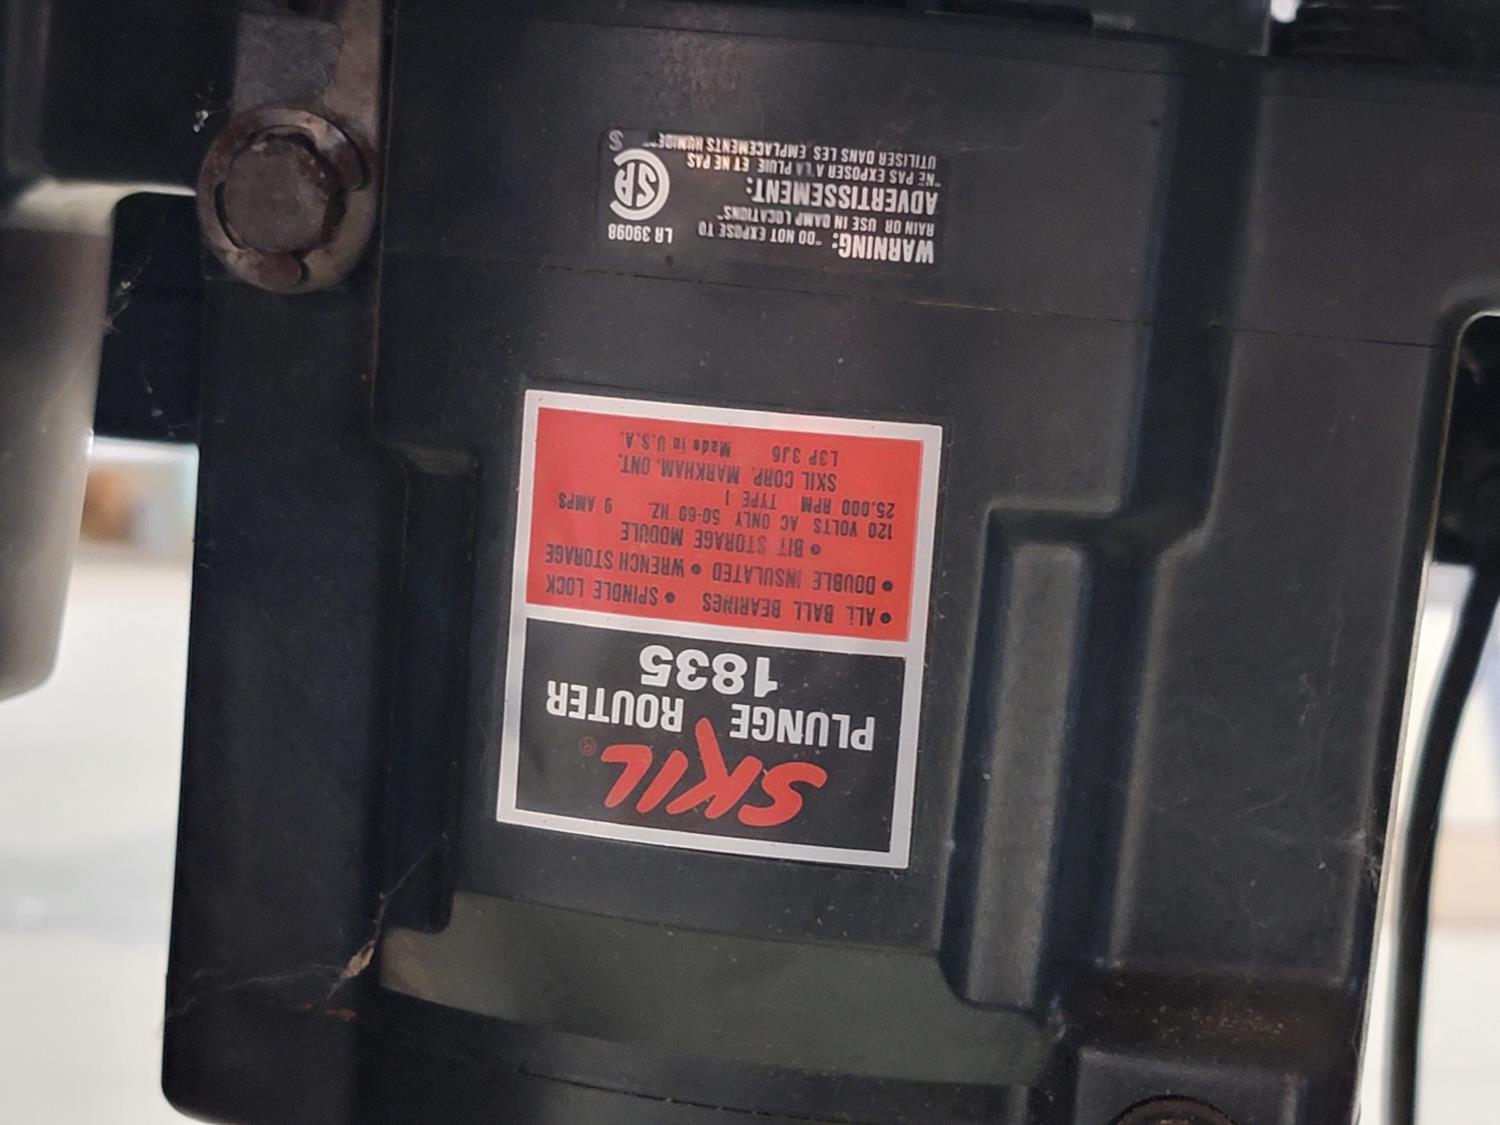 SKIL®
PLUNGE ROUTER
1835
• ALL BALL BEARINGS • SPINDLE LOCK
• DOUBLE INSULATED • WRENCH STORAGE
• BIT STORAGE MODULE
120 VOLTS AC ONLY 50-60 HZ. 9 AMPS
25,000 RPM TYPE 1
SKIL CORP. MARKHAM, ONT.
L3P 3J6 Made in U.S.A.
WARNING: "DO NOT EXPOSE TO
RAIN OR USE IN DAMP LOCATIONS"
LR 39098
ADVERTISSEMENT:
"NE PAS EXPOSER A LA PLUIE ET NE PAS
UTILISER DANS LES EMPLACEMENTS HUMIDES"
SA
S